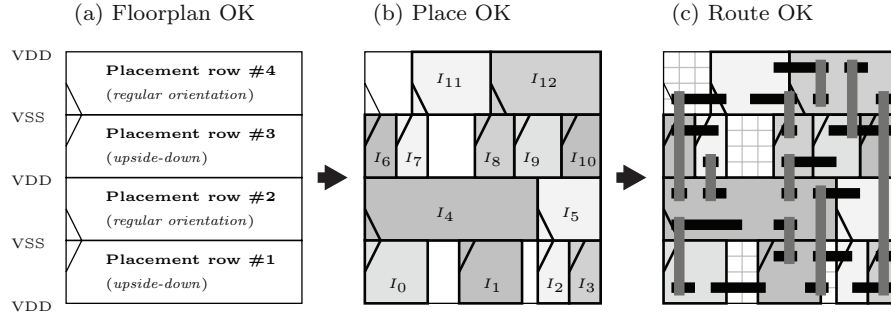 (a) Floorplan OK
(b) Place OK
(c) Route OK
VDD
Placement row #4
(regular orientation)
VSS
Placement row #3
(upside-down)
VDD
Placement row #2
(regular orientation)
VSS
Placement row #1
(upside-down)
VDD
I11 I12
I6 I7 I8 I9 I10
I4 I5
I0 I1 I2 I3